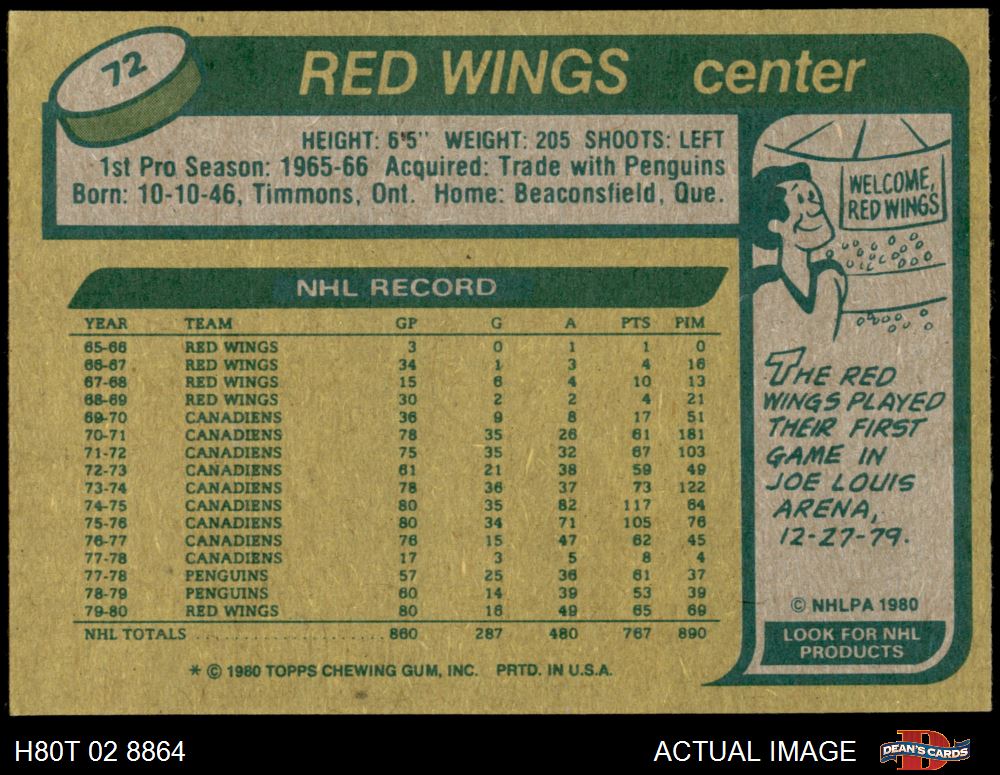 72
RED WINGS center
HEIGHT: 6'5" WEIGHT: 205 SHOOTS: LEFT
1st Pro Season: 1965-66 Acquired: Trade with Penguins
Born: 10-10-46, Timmons, Ont. Home: Beaconsfield, Que.
NHL RECORD
YEAR TEAM GP G A PTS PIM
65-66 RED WINGS 3 0 1 1 0
66-67 RED WINGS 34 1 3 4 16
67-68 RED WINGS 15 6 4 10 13
68-69 RED WINGS 30 2 2 4 21
69-70 CANADIENS 36 9 8 17 51
70-71 CANADIENS 78 35 26 61 181
71-72 CANADIENS 75 35 32 67 103
72-73 CANADIENS 61 21 38 59 49
73-74 CANADIENS 78 36 37 73 122
74-75 CANADIENS 80 35 82 117 64
75-76 CANADIENS 80 34 71 105 76
76-77 CANADIENS 76 15 47 62 45
77-78 CANADIENS 17 3 5 8 4
77-78 PENGUINS 57 25 36 61 37
78-79 PENGUINS 60 14 39 53 39
79-80 RED WINGS 80 16 49 65 69
NHL TOTALS .......................... 860 287 480 767 890
* © 1980 TOPPS CHEWING GUM, INC. PRTD. IN U.S.A.
WELCOME,
RED WINGS
THE RED
WINGS PLAYED
THEIR FIRST
GAME IN
JOE LOUIS
ARENA,
12-27-79.
© NHLPA 1980
LOOK FOR NHL
PRODUCTS
H80T 02 8864 ACTUAL IMAGE
D
DEAN'S CARDS